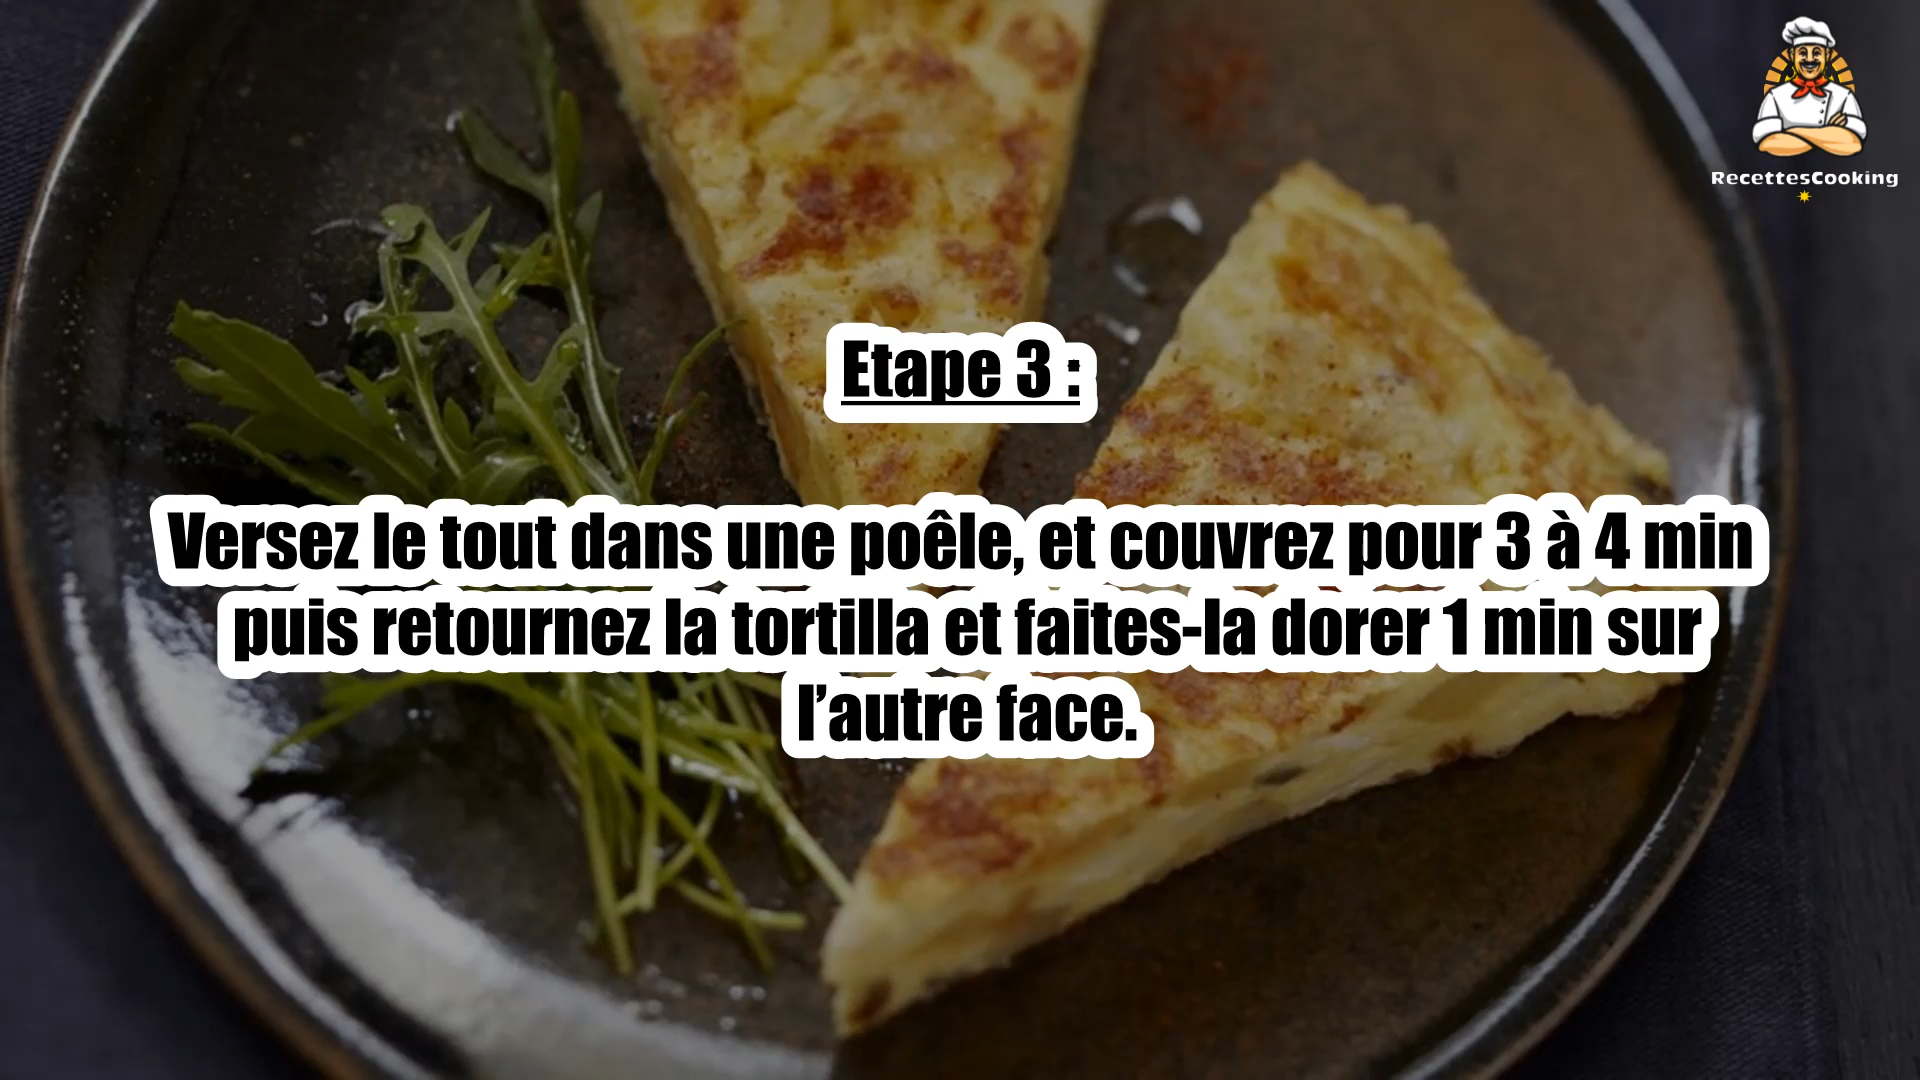 RecettesCooking
Etape 3 :
Versez le tout dans une poêle, et couvrez pour 3 à 4 min
puis retournez la tortilla et faites-la dorer 1 min sur
l’autre face.